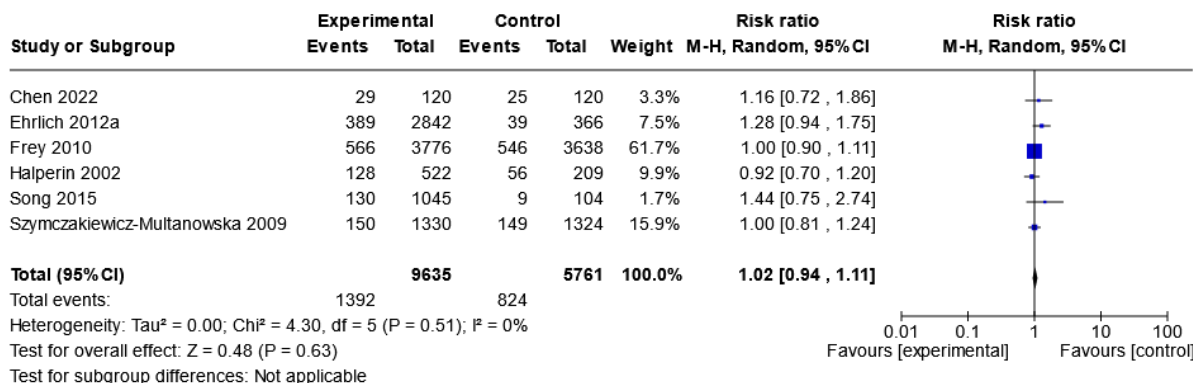 Experimental Control Risk ratio Risk ratio
Study or Subgroup Events Total Events Total Weight M-H, Random, 95% CI M-H, Random, 95% CI
Chen 2022 29 120 25 120 3.3% 1.16 [0.72 , 1.86]
Ehrlich 2012a 389 2842 39 366 7.5% 1.28 [0.94 , 1.75]
Frey 2010 566 3776 546 3638 61.7% 1.00 [0.90 , 1.11]
Halperin 2002 128 522 56 209 9.9% 0.92 [0.70 , 1.20]
Song 2015 130 1045 9 104 1.7% 1.44 [0.75 , 2.74]
Szymczakiewicz-Multanowska 2009 150 1330 149 1324 15.9% 1.00 [0.81 , 1.24]
Total (95% CI) 9635 5761 100.0% 1.02 [0.94 , 1.11]
Total events: 1392 824
Heterogeneity: Tau² = 0.00; Chi² = 4.30, df = 5 (P = 0.51); I² = 0%
Test for overall effect: Z = 0.48 (P = 0.63)
Test for subgroup differences: Not applicable
0.01 0.1 1 10 100
Favours [experimental] Favours [control]